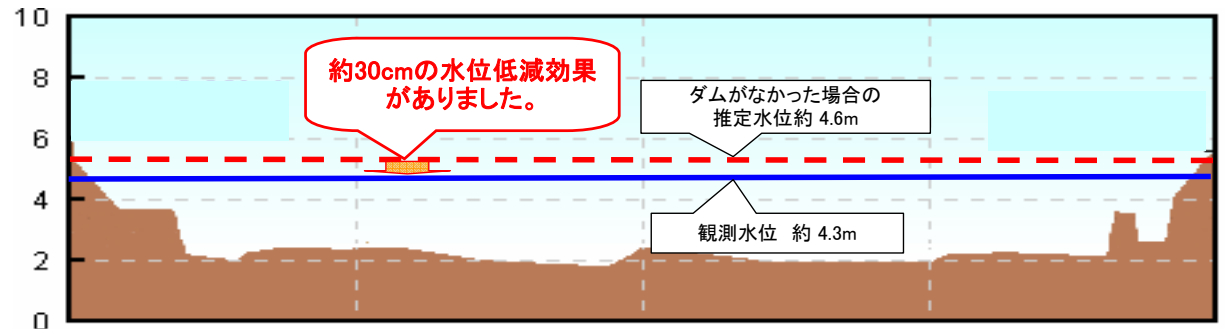 10
8
6
4
2
0
約30cmの水位低減効果
がありました。
ダムがなかった場合の
推定水位約 4.6m
観測水位 約 4.3m